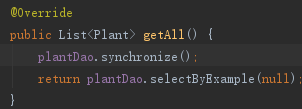 @Override
public List<Plant> getAll() {
    plantDao.synchronize();
    return plantDao.selectByExample(null);
}